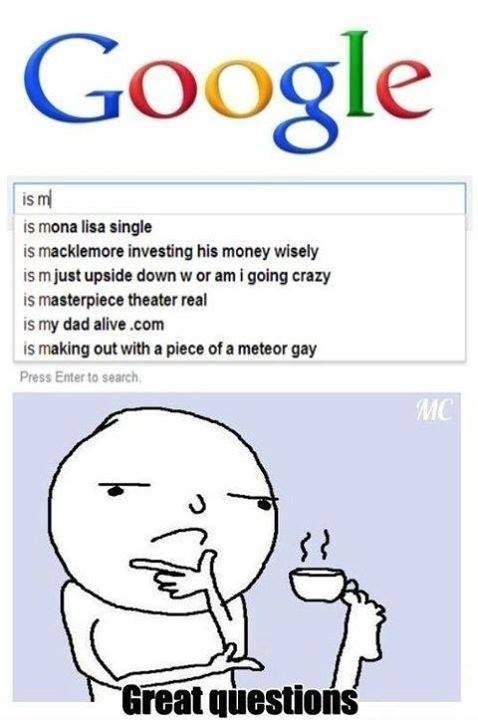 Google
is m
is mona lisa single
is macklemore investing his money wisely
is m just upside down w or am i going crazy
is masterpiece theater real
is my dad alive .com
is making out with a piece of a meteor gay
Press Enter to search.
MC
Great questions